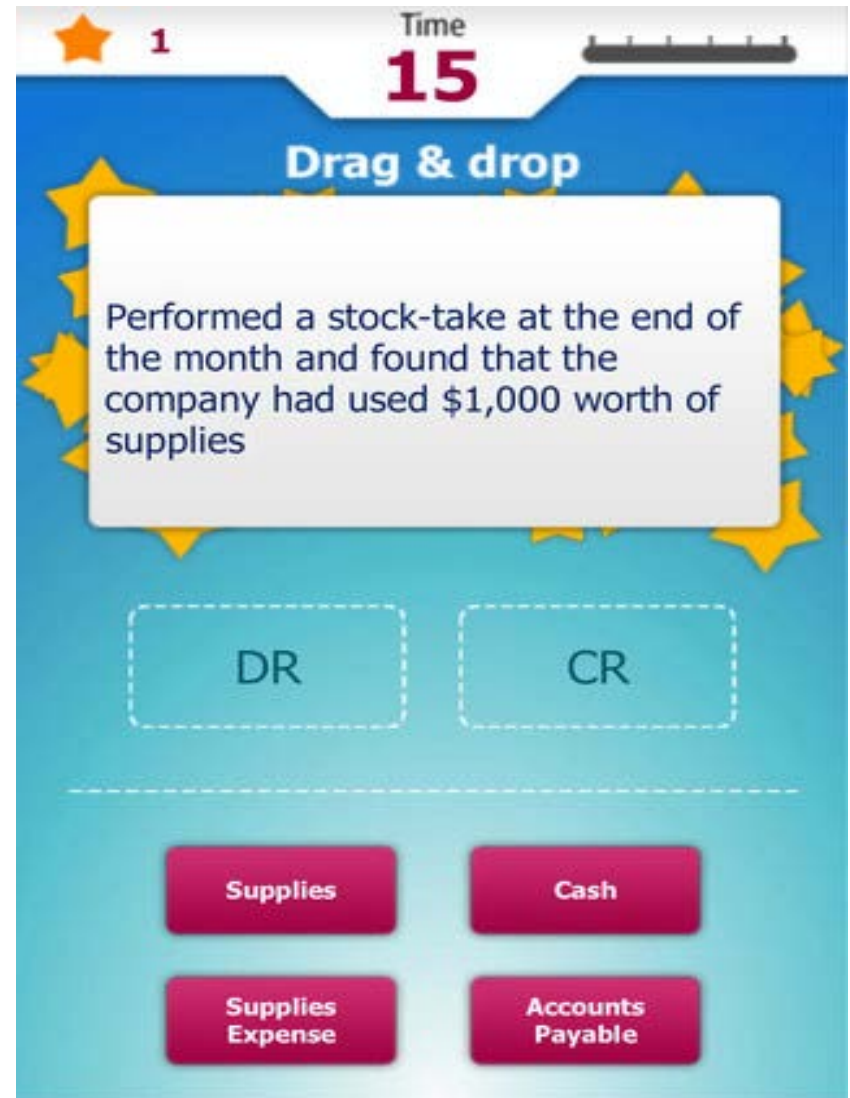 1
Time
15
Drag & drop
Performed a stock-take at the end of
the month and found that the
company had used $1,000 worth of
supplies
DR
CR
Supplies
Cash
Supplies
Expense
Accounts
Payable